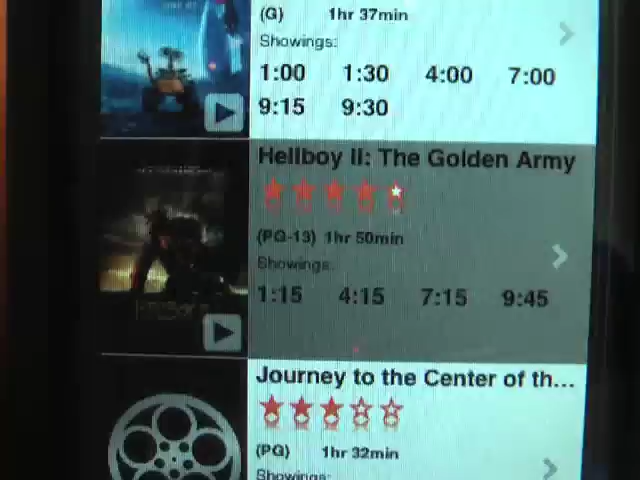 (G) 1hr 37min
Showings:
1:00 1:30 4:00 7:00
9:15 9:30
Hellboy II: The Golden Army
(PG-13) 1hr 50min
Showings:
1:15 4:15 7:15 9:45
Journey to the Center of th...
(PG) 1hr 32min
Showings: